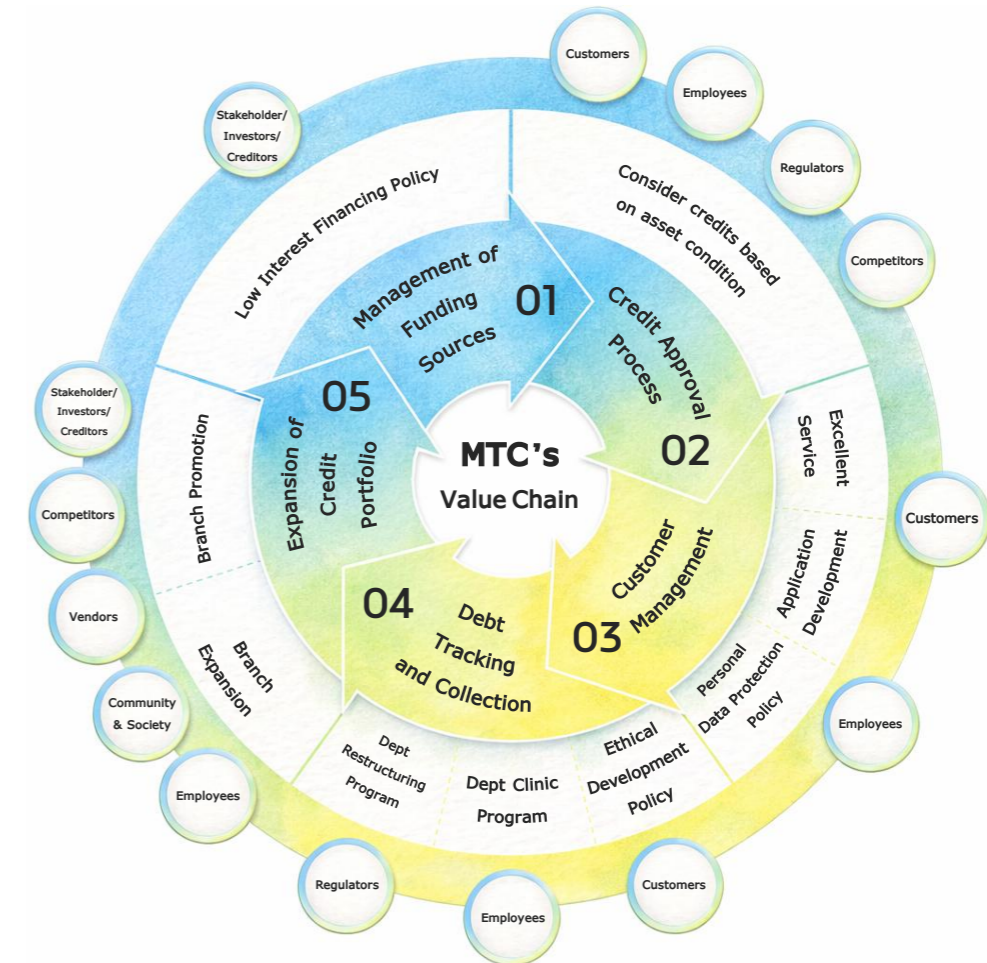 MTC's
Value Chain
01
Management of
Funding
Sources
Low Interest Financing Policy
Stakeholder/
Investors/
Creditors
02
Credit Approval
Process
Consider credits based
on asset condition
Customers
Employees
Regulators
Competitors
03
Customer
Management
Excellent
Service
Application
Development
Personal
Data Protection
Policy
Customers
Employees
04
Debt
Tracking
and Collection
Ethical
Development
Policy
Dept Clinic
Program
Dept
Restructuring
Program
Customers
Employees
Regulators
05
Expansion of
Credit
Portfolio
Branch
Expansion
Branch Promotion
Employees
Community
& Society
Vendors
Competitors
Stakeholder/
Investors/
Creditors